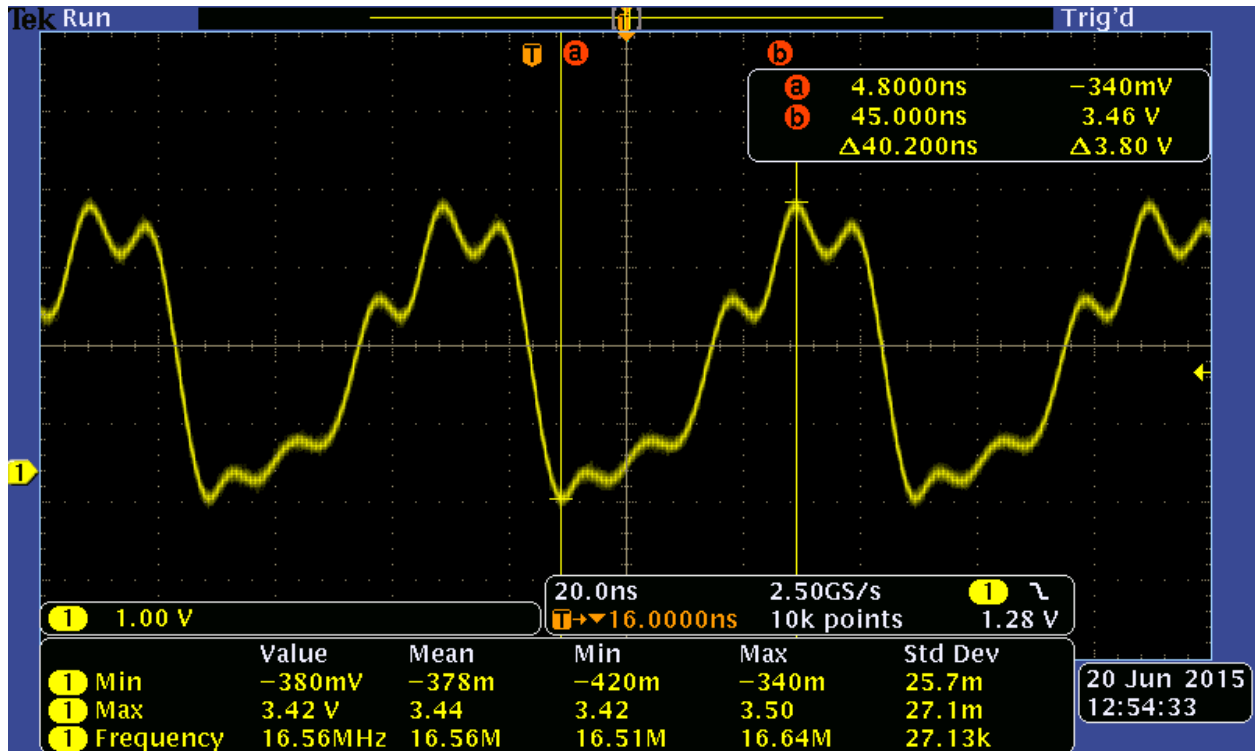 Tek Run Trig'd
T a b
a 4.8000ns −340mV
b 45.000ns 3.46 V
Δ40.200ns Δ3.80 V
1
20.0ns 2.50GS/s 1
1 1.00 V T→▼16.0000ns 10k points 1.28 V
Value Mean Min Max Std Dev
1 Min −380mV −378m −420m −340m 25.7m
1 Max 3.42 V 3.44 3.42 3.50 27.1m
1 Frequency 16.56MHz 16.56M 16.51M 16.64M 27.13k
20 Jun 2015
12:54:33